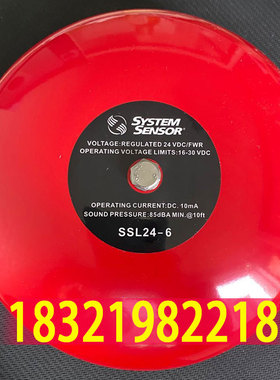 SYSTEM
SENSOR
VOLTAGE:REGULATED 24 VDC/FWR
OPERATING VOLTAGE LIMITS:16-30 VDC
OPERATING CURRENT:DC. 10mA
SOUND PRESSURE:85dBA MIN.@10ft
SSL24-6
18321982218